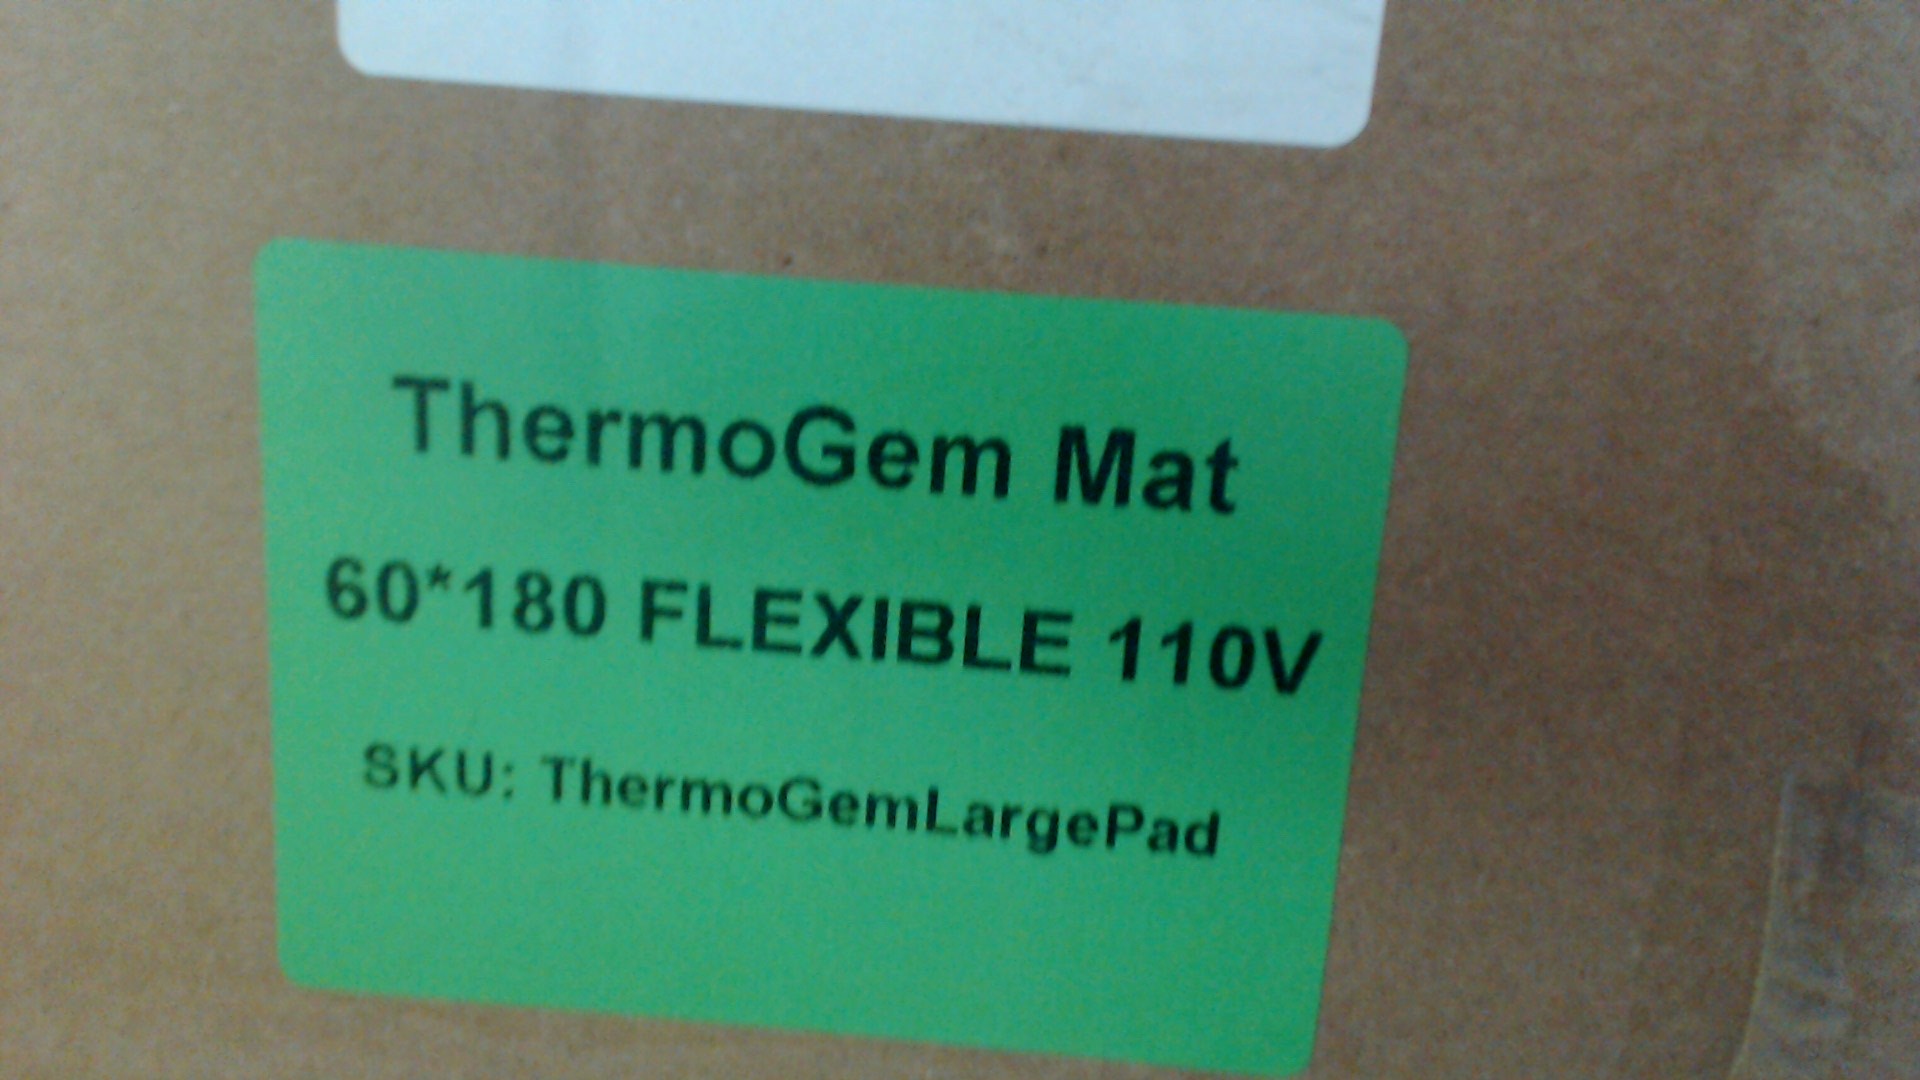 ThermoGem Mat
60*180 FLEXIBLE 110V
SKU: ThermoGemLargePad